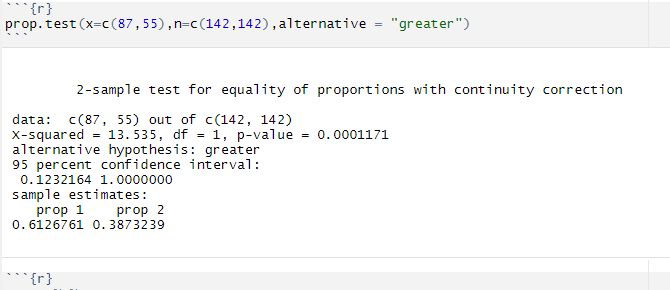 ```{r}
prop.test(x=c(87,55),n=c(142,142),alternative = "greater")
```
2-sample test for equality of proportions with continuity correction
data:  c(87, 55) out of c(142, 142)
X-squared = 13.535, df = 1, p-value = 0.0001171
alternative hypothesis: greater
95 percent confidence interval:
 0.1232164 1.0000000
sample estimates:
   prop 1    prop 2
0.6126761 0.3873239
```{r}